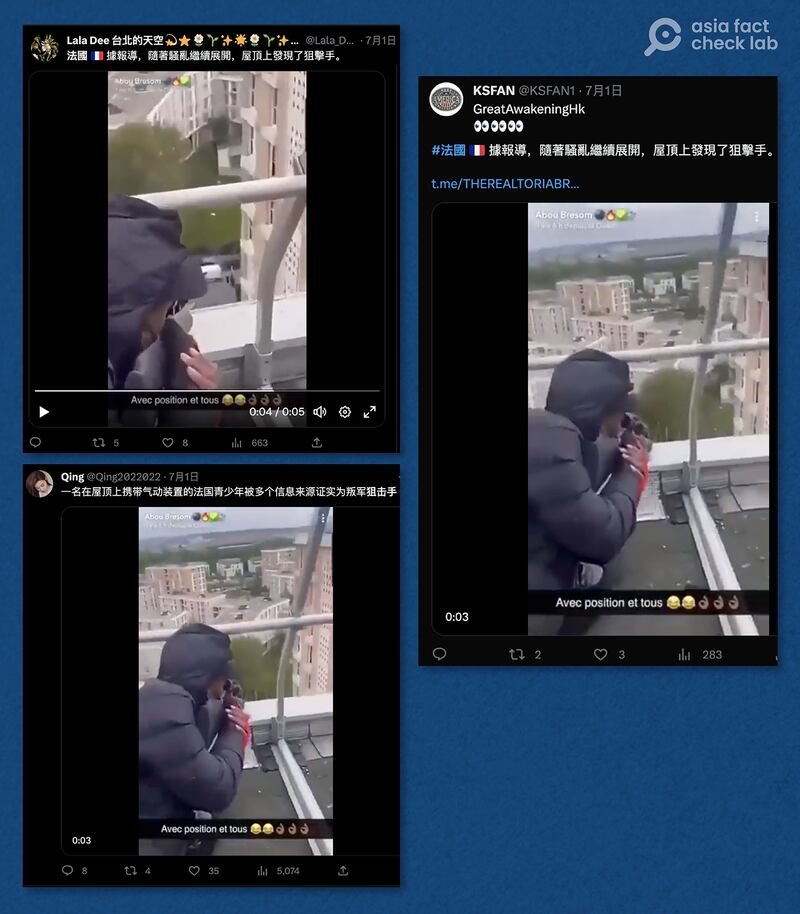 asia fact
check lab
Lala Dee 台北的天空💫⭐🌼🌱✨☀️🌼🌱✨... @Lala_D... · 7月1日
法國 🇫🇷 據報導，隨著騷亂繼續展開，屋頂上發現了狙擊手。
Abou Bresom
Avec position et tous 😂😂👌🏿👌🏿👌🏿
0:04 / 0:05
5
8
663
Qing @Qing2022022 · 7月1日
一名在屋顶上携带气动装置的法国青少年被多个信息来源证实为叛军狙击手
Abou Bresom
Avec position et tous 😂😂👌🏿👌🏿👌🏿
0:03
8
4
35
5,074
KSFAN @KSFAN1 · 7月1日
GreatAwakeningHk
👀👀👀👀
#法國 🇫🇷 據報導，隨著騷亂繼續展開，屋頂上發現了狙擊手。
t.me/THEREALTORIABR...
Abou Bresom
Avec position et tous 😂😂👌🏿👌🏿👌🏿
0:03
2
3
283